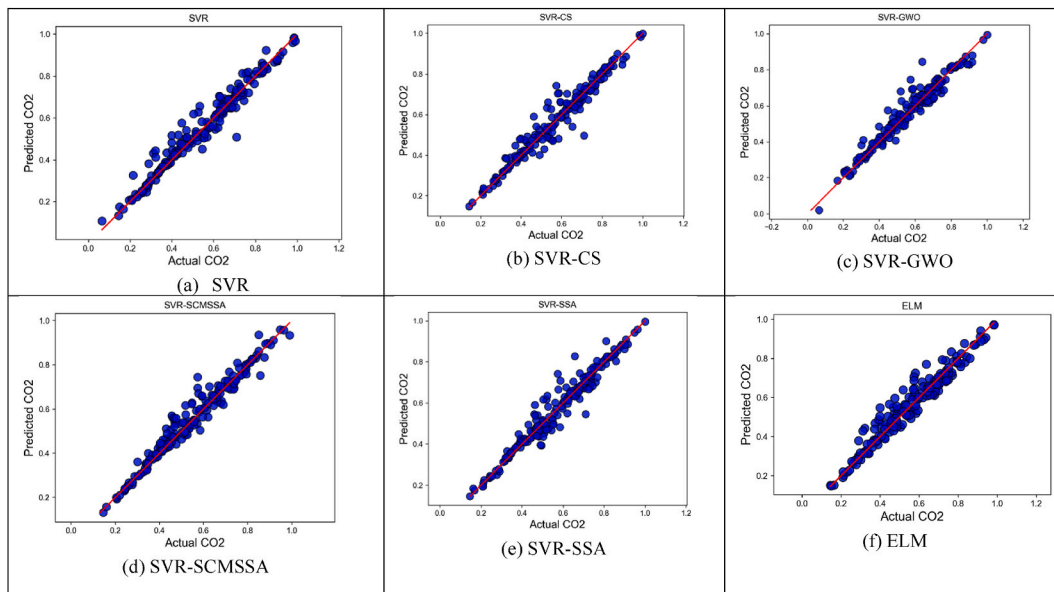 SVR
1.0
0.8
0.6
0.4
0.2
Predicted CO2
0.0 0.2 0.4 0.6 0.8 1.0 1.2
Actual CO2
(a) SVR
SVR-CS
1.0
0.8
0.6
0.4
0.2
Predicted CO2
0.0 0.2 0.4 0.6 0.8 1.0 1.2
Actual CO2
(b) SVR-CS
SVR-GWO
1.0
0.8
0.6
0.4
0.2
0.0
Predicted CO2
−0.2 0.0 0.2 0.4 0.6 0.8 1.0 1.2
Actual CO2
(c) SVR-GWO
SVR-SCMSSA
1.0
0.8
0.6
0.4
0.2
Predicted CO2
0.0 0.2 0.4 0.6 0.8 1.0 1.2
Actual CO2
(d) SVR-SCMSSA
SVR-SSA
1.0
0.8
0.6
0.4
0.2
Predicted CO2
0.0 0.2 0.4 0.6 0.8 1.0 1.2
Actual CO2
(e) SVR-SSA
ELM
1.0
0.8
0.6
0.4
0.2
Predicted CO2
0.0 0.2 0.4 0.6 0.8 1.0 1.2
Actual CO2
(f) ELM